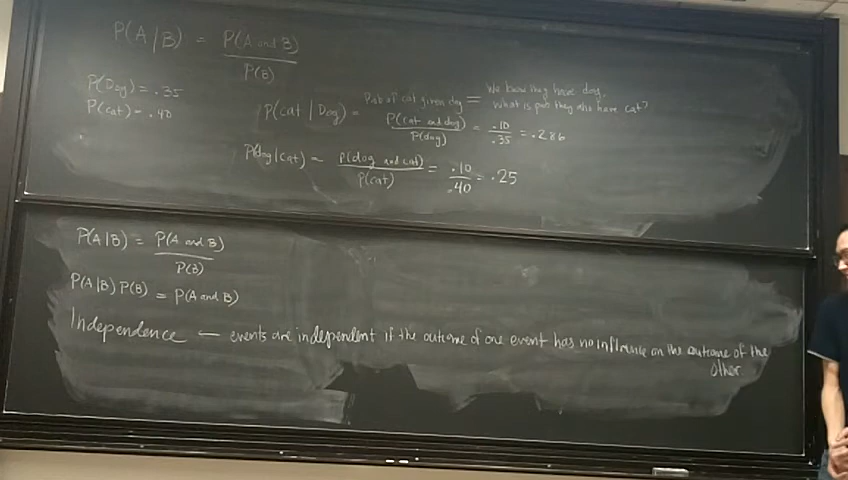 P(A|B) = P(A and B)
P(B)
P(Dog) = .35
P(cat) = .40
P(cat | Dog) = Prob of cat given dog = We know they have dog,
what is prob they also have cat?
P(cat and dog) = .10 = .286
P(dog) .35
P(dog|cat) = P(dog and cat) = .10 = .25
P(cat) .40
P(A|B) = P(A and B)
P(B)
P(A|B) P(B) = P(A and B)
Independence — events are independent if the outcome of one event has no influence on the outcome of the
other